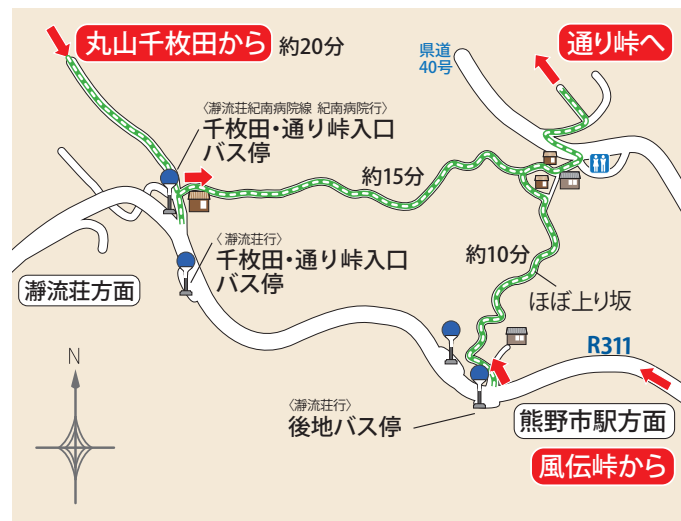 丸山千枚田から 約20分
県道
40号
通り峠へ
〈瀞流荘紀南病院線 紀南病院行〉
千枚田・通り峠入口
バス停
約15分
〈瀞流荘行〉
千枚田・通り峠入口
バス停
約10分
瀞流荘方面
ほぼ上り坂
R311
N
〈瀞流荘行〉
後地バス停
熊野市駅方面
風伝峠から